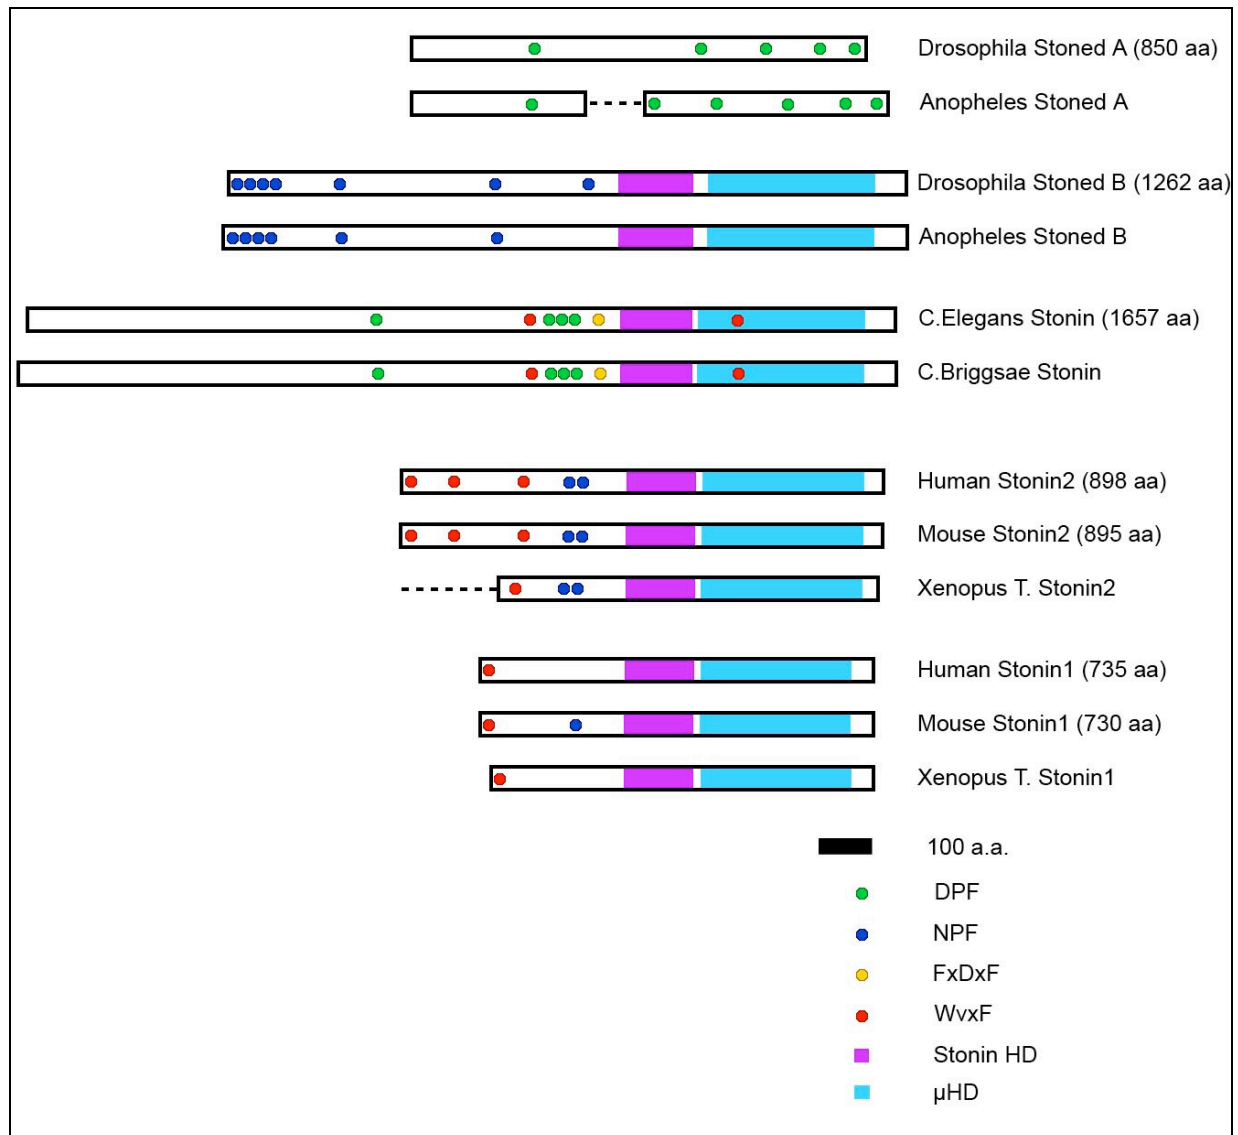 Drosophila Stoned A (850 aa)
Anopheles Stoned A
Drosophila Stoned B (1262 aa)
Anopheles Stoned B
C.Elegans Stonin (1657 aa)
C.Briggsae Stonin
Human Stonin2 (898 aa)
Mouse Stonin2 (895 aa)
Xenopus T. Stonin2
Human Stonin1 (735 aa)
Mouse Stonin1 (730 aa)
Xenopus T. Stonin1
100 a.a.
DPF
NPF
FxDxF
WvxF
Stonin HD
µHD